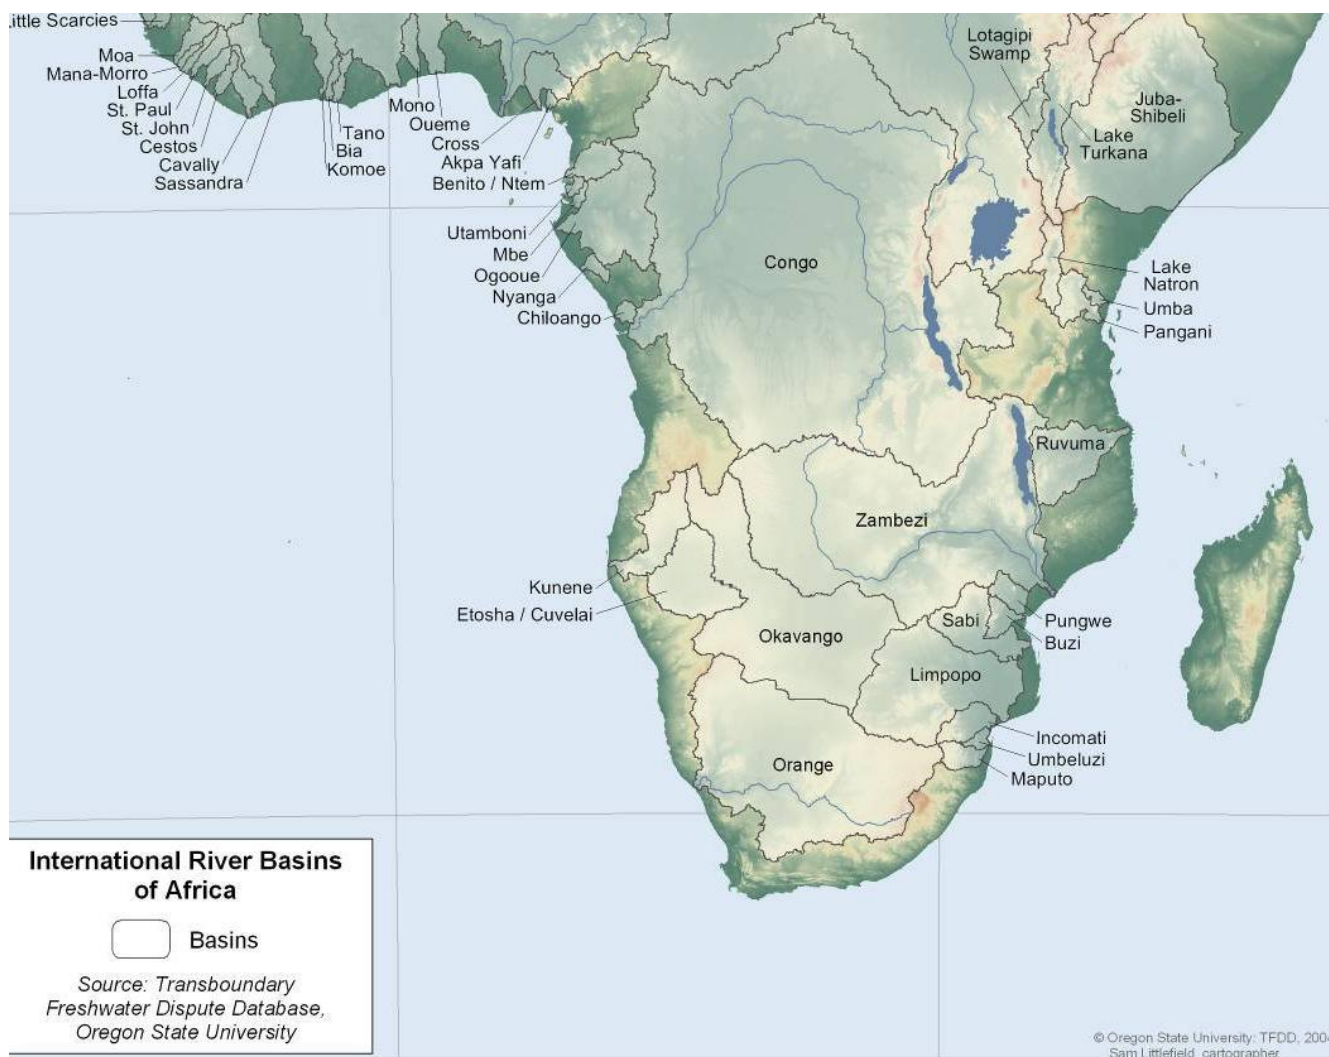 Little Scarcies
Moa
Mana-Morro
Loffa
St. Paul
St. John
Cestos
Cavally
Sassandra
Tano
Bia
Komoe
Mono
Oueme
Cross
Akpa Yafi
Benito / Ntem
Utamboni
Mbe
Ogooue
Nyanga
Chiloango
Congo
Lotagipi
Swamp
Juba-
Shibeli
Lake
Turkana
Lake
Natron
Umba
Pangani
Ruvuma
Zambezi
Kunene
Etosha / Cuvelai
Okavango
Sabi
Pungwe
Buzi
Limpopo
Incomati
Umbeluzi
Maputo
Orange
International River Basins
of Africa
Basins
Source: Transboundary
Freshwater Dispute Database,
Oregon State University
© Oregon State University: TFDD, 200
Sam Littlefield, cartographer